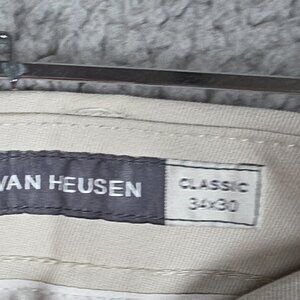 VAN HEUSEN
CLASSIC
34x30